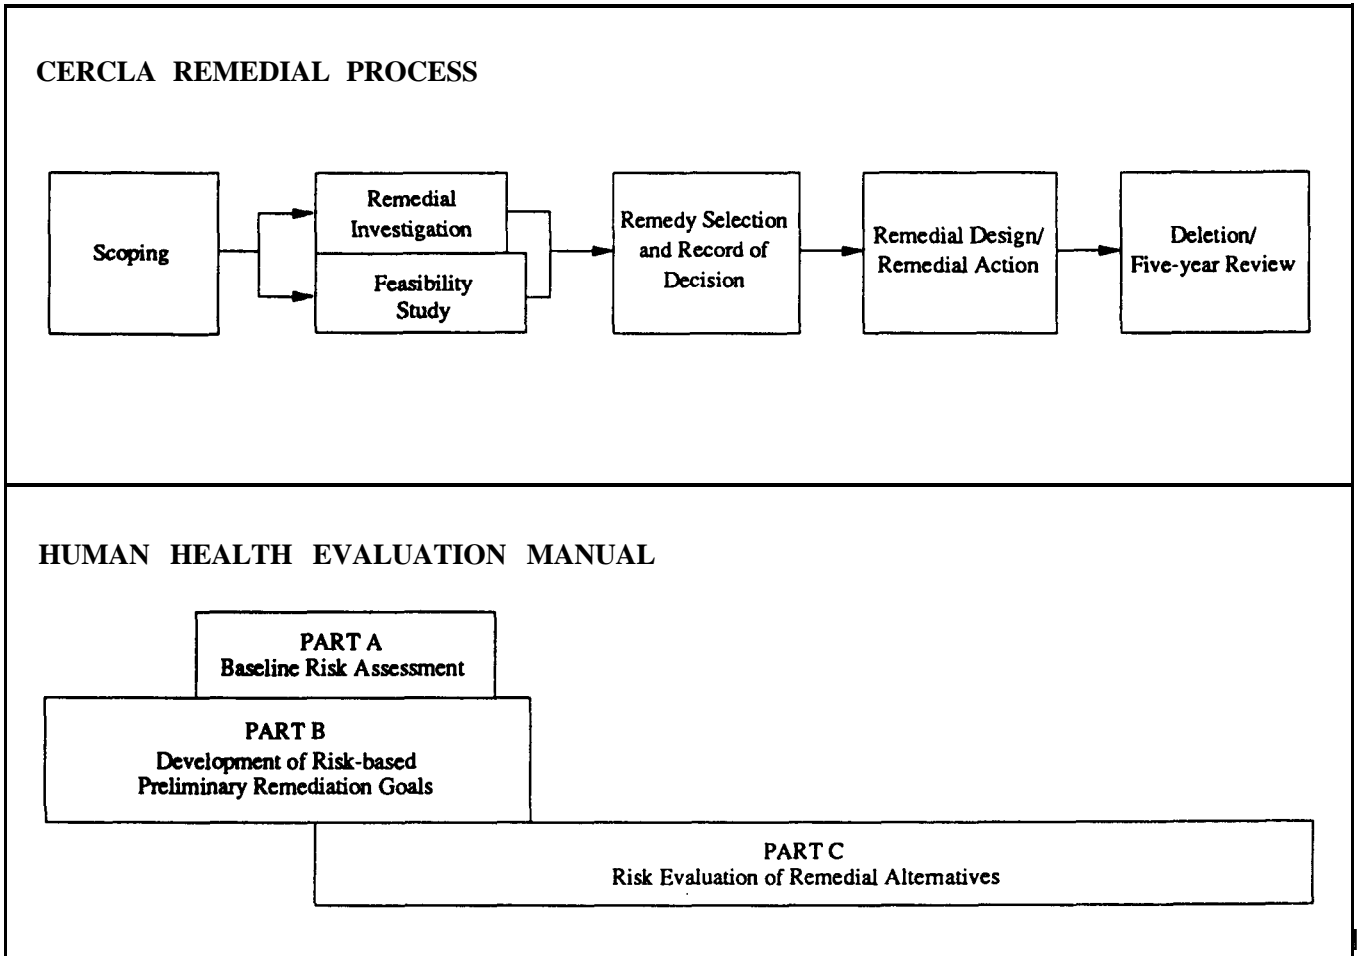 CERCLA REMEDIAL PROCESS
Scoping
Remedial
Investigation
Feasibility
Study
Remedy Selection
and Record of
Decision
Remedial Design/
Remedial Action
Deletion/
Five-year Review
HUMAN HEALTH EVALUATION MANUAL
PART A
Baseline Risk Assessment
PART B
Development of Risk-based
Preliminary Remediation Goals
PART C
Risk Evaluation of Remedial Alternatives